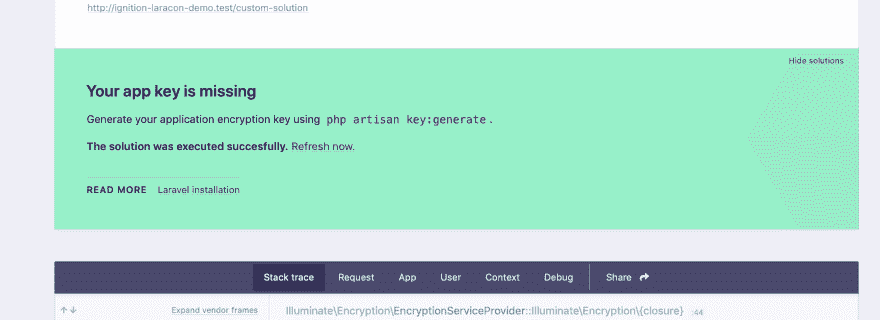 http://ignition-laracon-demo.test/custom-solution
Hide solutions
Your app key is missing
Generate your application encryption key using php artisan key:generate.
The solution was executed succesfully. Refresh now.
READ MORE Laravel installation
Stack trace Request App User Context Debug Share
Expand vendor frames Illuminate\Encryption\EncryptionServiceProvider::Illuminate\Encryption\{closure} :44